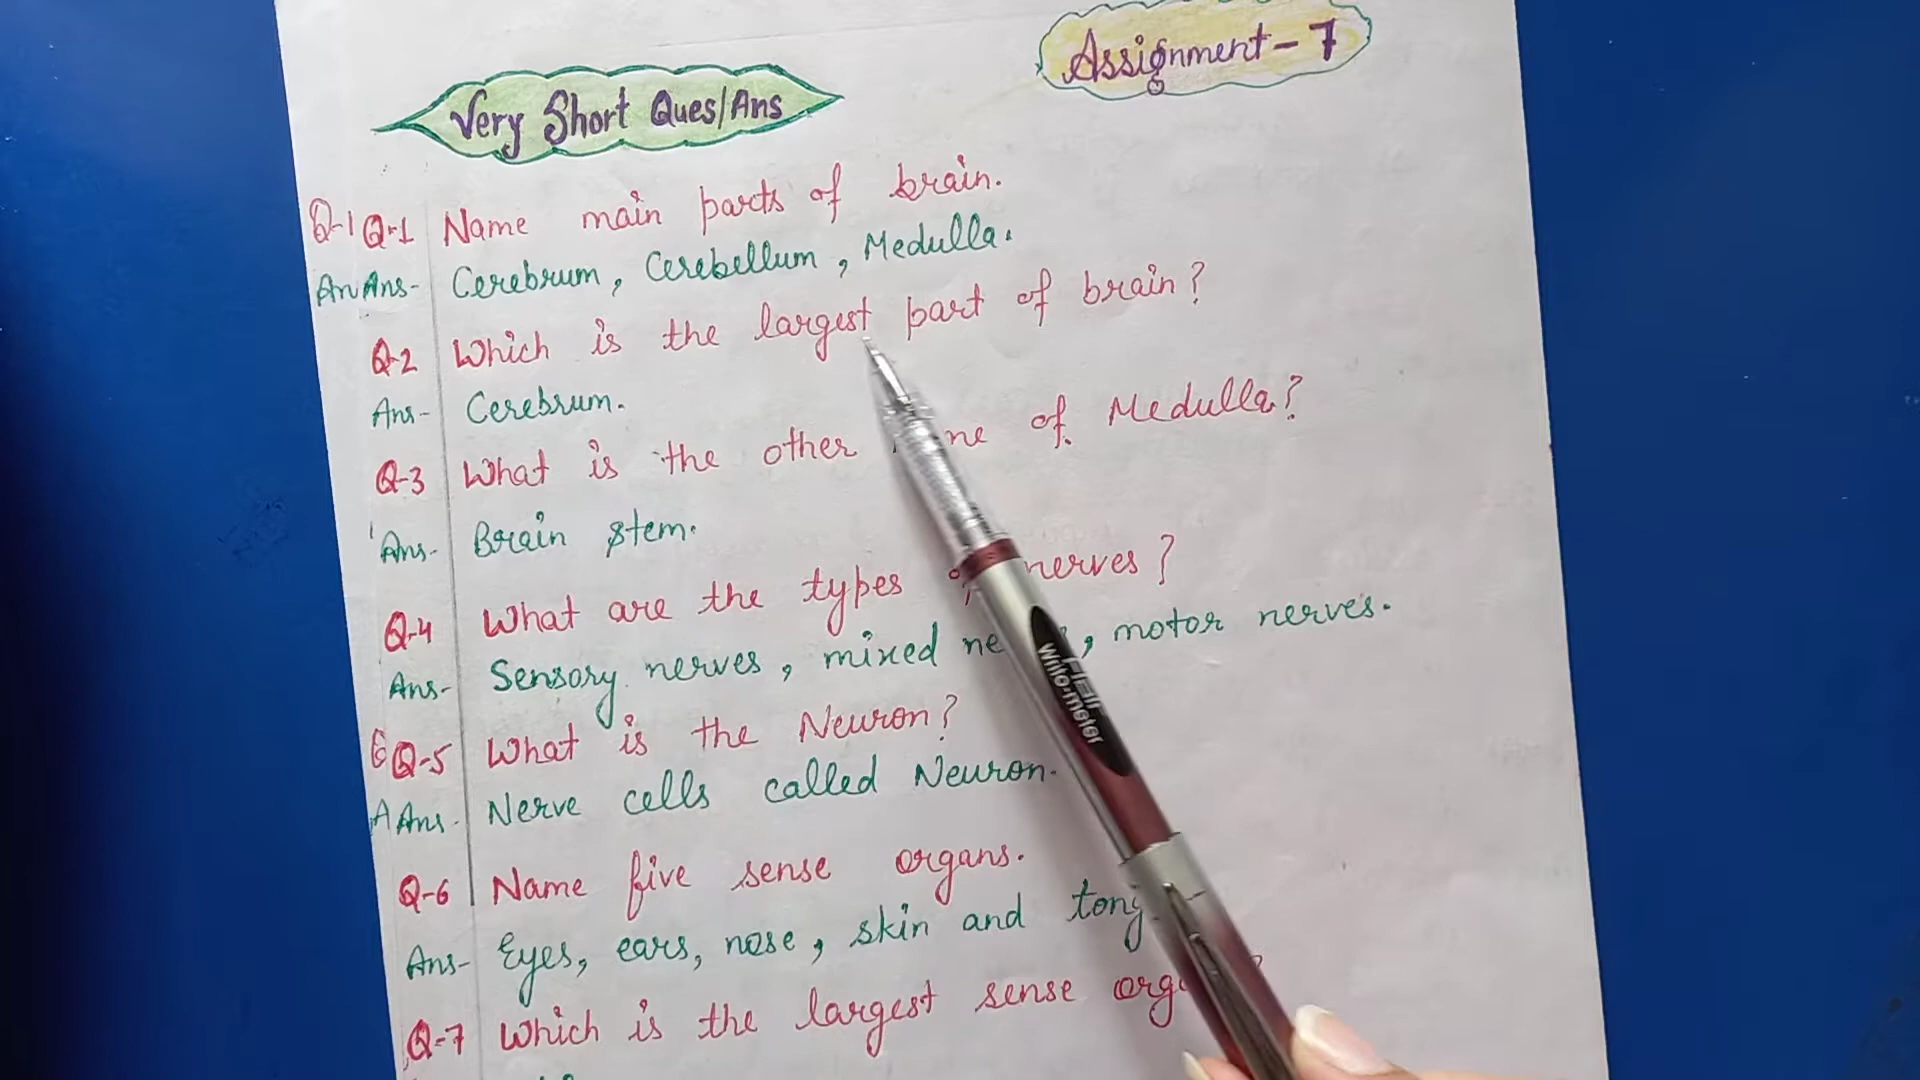 Assignment-7
Very Short Ques/Ans
Q-1 Q-1 Name main parts of brain.
An Ans- Cerebrum, Cerebellum, Medulla.
Q-2 Which is the largest part of brain?
Ans- Cerebrum.
Q-3 What is the other of Medulla?
Ans- Brain stem.
Q-4 What are the types nerves?
Ans- Sensory nerves, mixed , motor nerves.
Q-5 What is the Neuron?
A Ans- Nerve cells called Neuron.
Q-6 Name five sense organs.
Ans- Eyes, ears, nose, skin and
Q-7 Which is the largest sense
Willo-meter